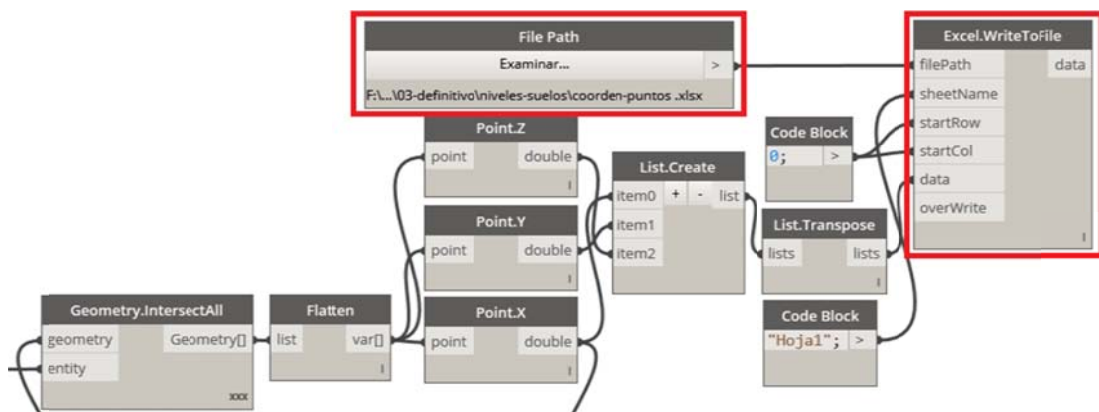 File Path
Examinar... >
F:\...\03-definitivo\niveles-suelos\coorden-puntos .xlsx
Excel.WriteToFile
filePath data
sheetName
startRow
startCol
data
overWrite
l
Point.Z
point double
l
Code Block
0; >
List.Create
item0 + - list
item1
item2
l
Point.Y
point double
l
List.Transpose
lists lists
l
Geometry.IntersectAll
geometry Geometry[]
entity
xxx
Flatten
list var[]
l
Point.X
point double
l
Code Block
"Hoja1"; >